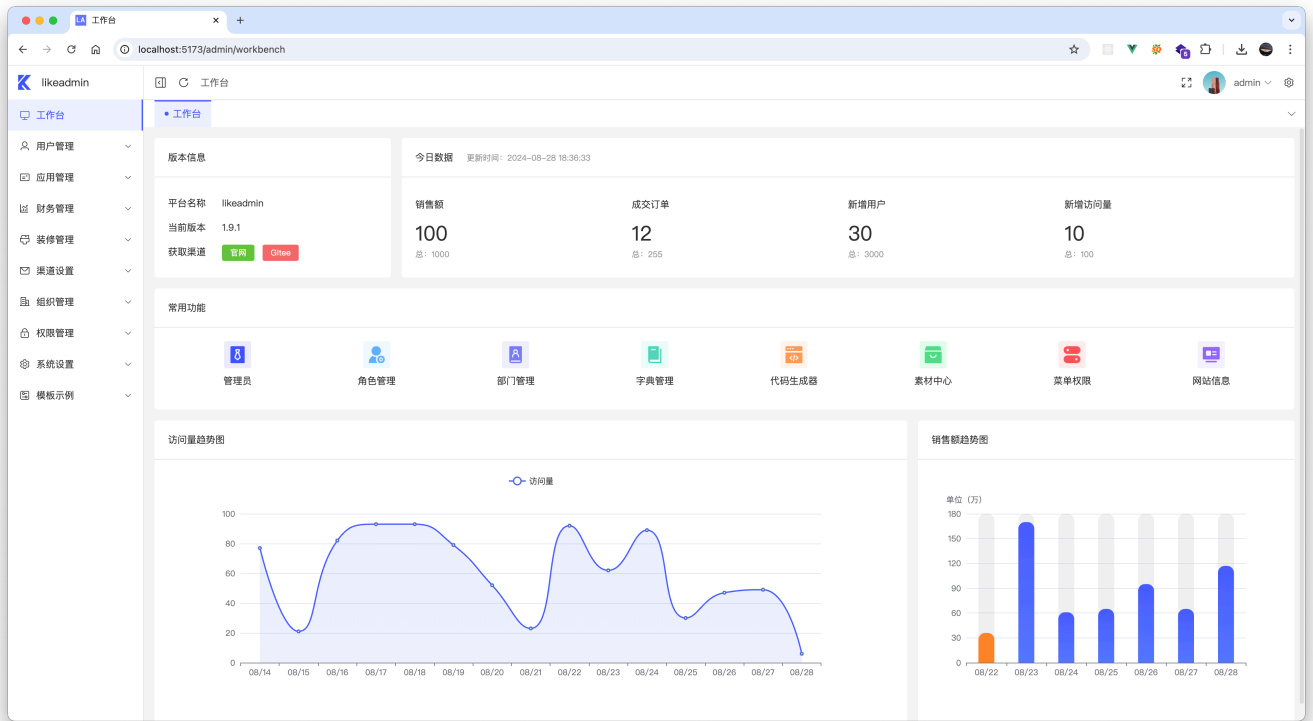 LA 工作台
localhost:5173/admin/workbench
likeadmin
工作台
admin
工作台
用户管理
应用管理
财务管理
装修管理
渠道设置
组织管理
权限管理
系统设置
模板示例
工作台
版本信息
平台名称 likeadmin
当前版本 1.9.1
获取渠道 官网 Gitee
今日数据 更新时间：2024-08-28 18:36:33
销售额 成交订单 新增用户 新增访问量
100 12 30 10
总：1000 总：255 总：3000 总：100
常用功能
管理员 角色管理 部门管理 字典管理 代码生成器 素材中心 菜单权限 网站信息
访问量趋势图
访问量
100
80
60
40
20
0
08/14 08/15 08/16 08/17 08/18 08/19 08/20 08/21 08/22 08/23 08/24 08/25 08/26 08/27 08/28
销售额趋势图
单位（万）
180
150
120
90
60
30
0
08/22 08/23 08/24 08/25 08/26 08/27 08/28